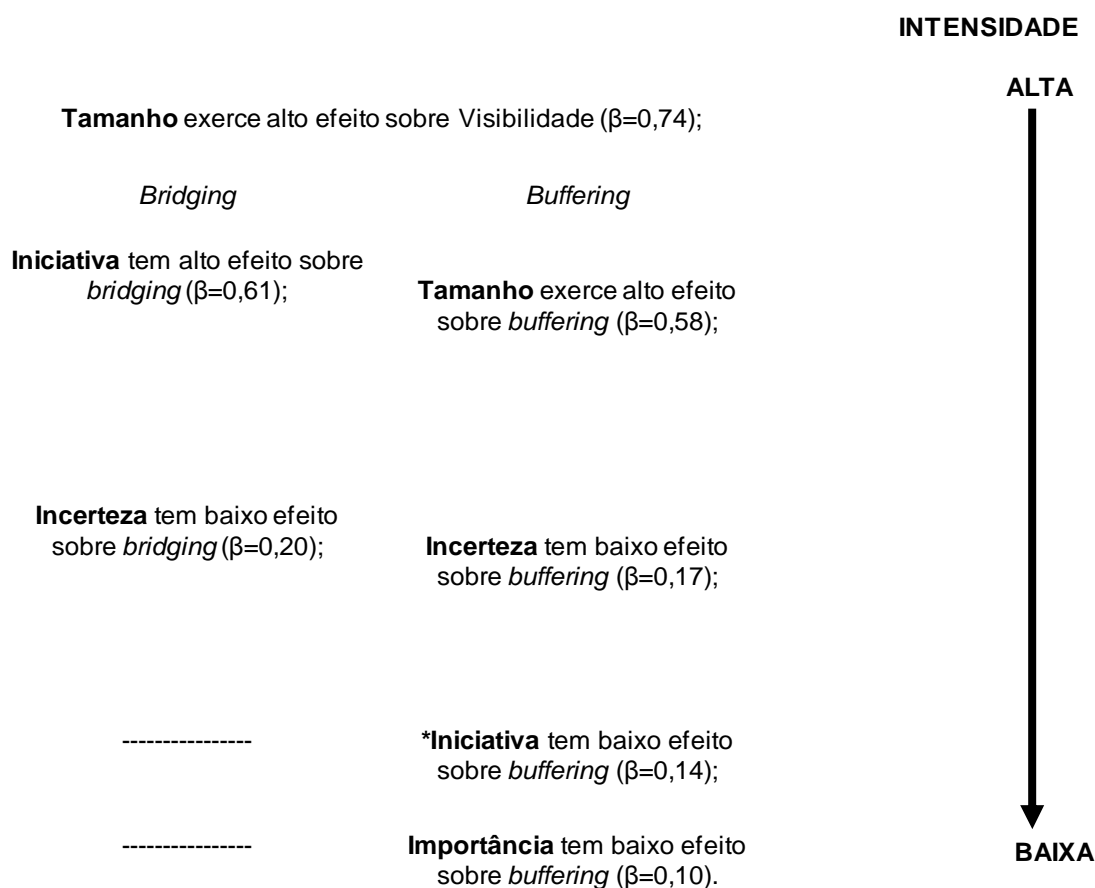 INTENSIDADE
ALTA
Tamanho exerce alto efeito sobre Visibilidade (β=0,74);
Bridging
Buffering
Iniciativa tem alto efeito sobre
bridging (β=0,61);
Tamanho exerce alto efeito
sobre buffering (β=0,58);
Incerteza tem baixo efeito
sobre bridging (β=0,20);
Incerteza tem baixo efeito
sobre buffering (β=0,17);
----------------
*Iniciativa tem baixo efeito
sobre buffering (β=0,14);
----------------
Importância tem baixo efeito
sobre buffering (β=0,10).
BAIXA